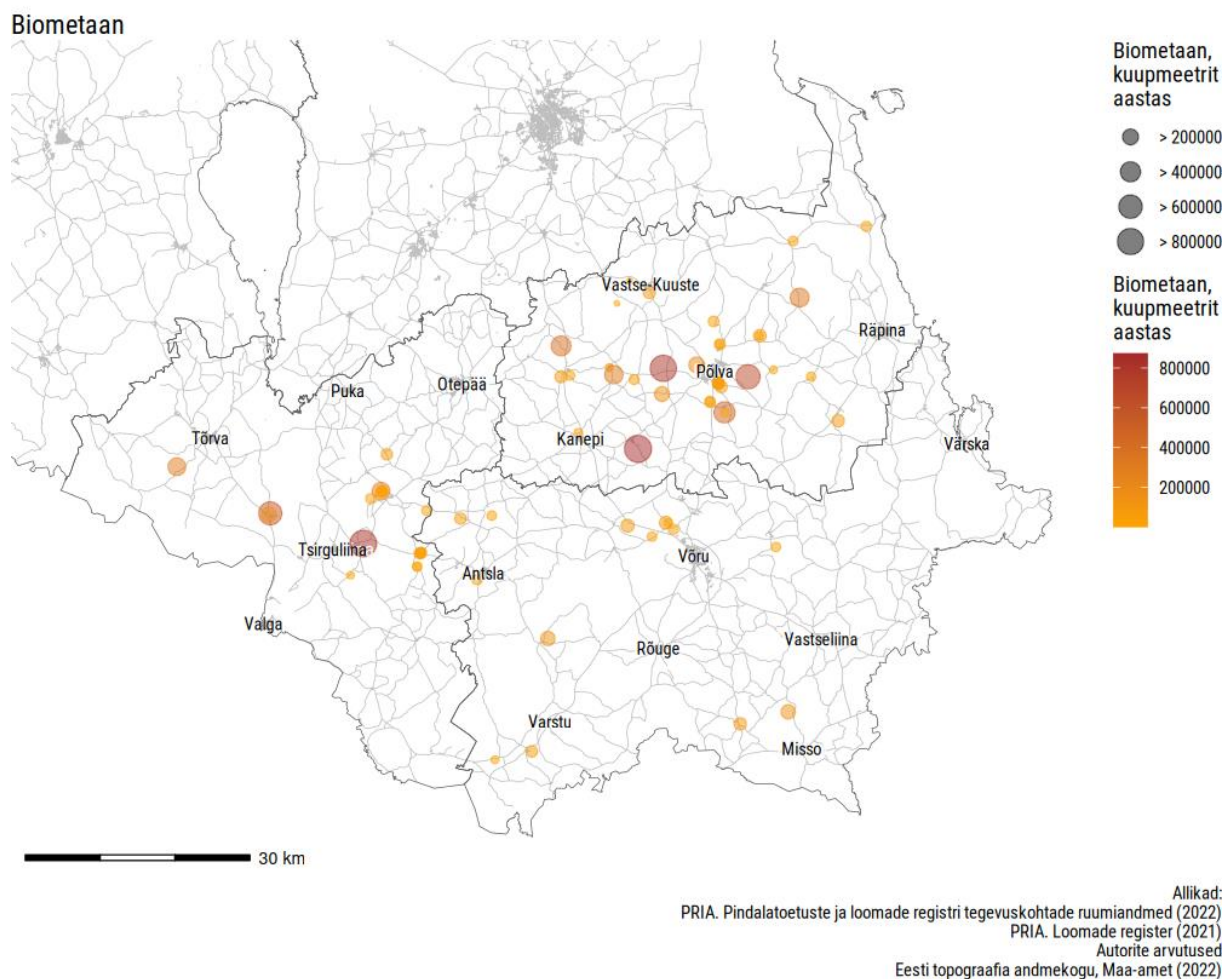 Biometaan
Biometaan,
kuupmeetrit
aastas
> 200000
> 400000
> 600000
> 800000
Biometaan,
kuupmeetrit
aastas
800000
600000
400000
200000
Vastse-Kuuste
Räpina
Põlva
Otepää
Puka
Tõrva
Kanepi
Värska
Tsirguliina
Võru
Antsla
Valga
Vastseliina
Rõuge
Varstu
Misso
30 km
Allikad:
PRIA. Pindalatoetuste ja loomade registri tegevuskohtade ruumiandmed (2022)
PRIA. Loomade register (2021)
Autorite arvutused
Eesti topograafia andmekogu, Maa-amet (2022)